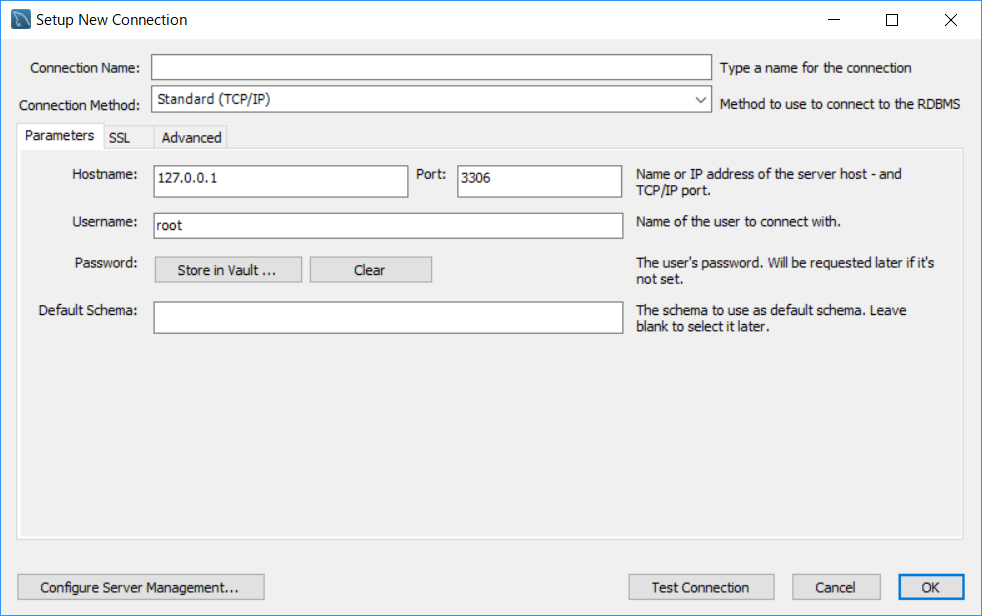 Setup New Connection
Connection Name:
Type a name for the connection
Connection Method: Standard (TCP/IP) Method to use to connect to the RDBMS
Parameters SSL Advanced
Hostname: 127.0.0.1 Port: 3306 Name or IP address of the server host - and
TCP/IP port.
Username: root Name of the user to connect with.
Password: Store in Vault ... Clear The user's password. Will be requested later if it's
not set.
Default Schema: The schema to use as default schema. Leave
blank to select it later.
Configure Server Management... Test Connection Cancel OK